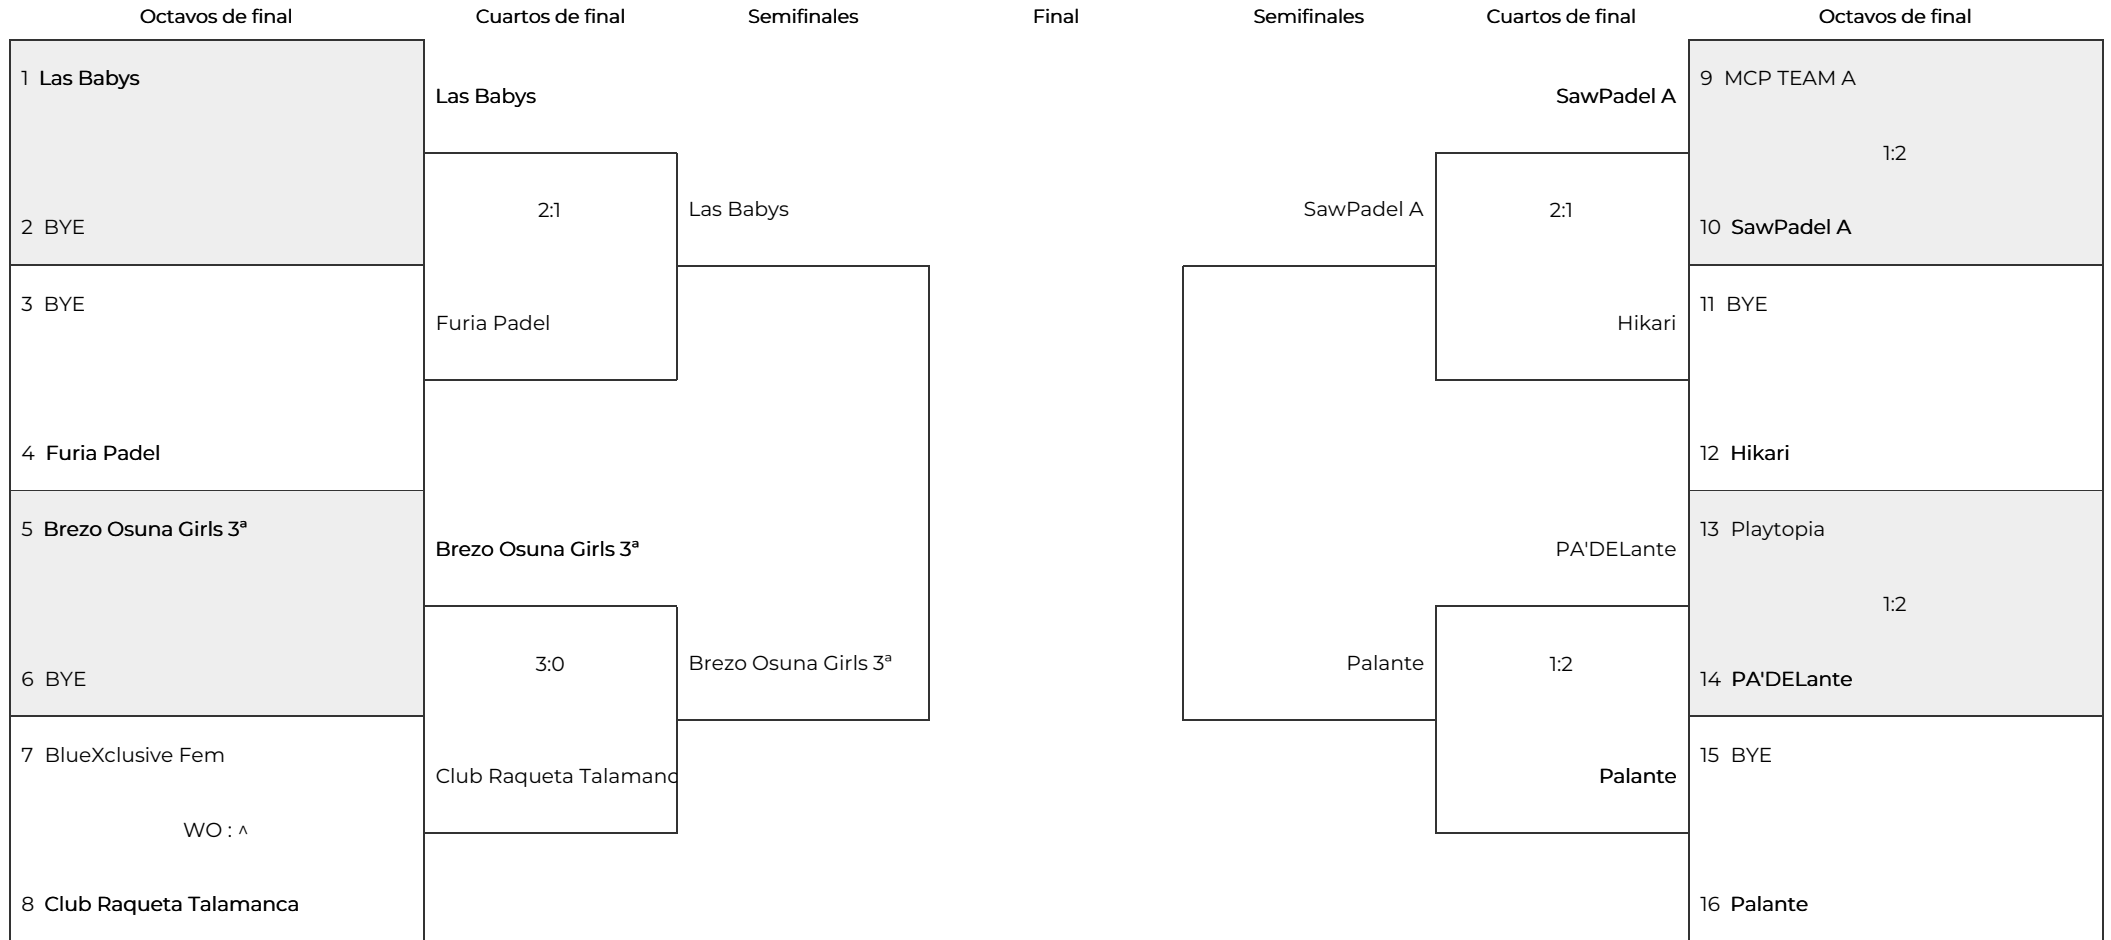 Octavos de final
Cuartos de final
Semifinales
Final
Semifinales
Cuartos de final
Octavos de final
1 Las Babys
2 BYE
3 BYE
4 Furia Padel
5 Brezo Osuna Girls 3ª
6 BYE
7 BlueXclusive Fem
WO : ^
8 Club Raqueta Talamanca
Las Babys
2:1
Furia Padel
Brezo Osuna Girls 3ª
3:0
Club Raqueta Talamanc
Las Babys
Brezo Osuna Girls 3ª
SawPadel A
Palante
SawPadel A
2:1
Hikari
PA'DELante
1:2
Palante
9 MCP TEAM A
1:2
10 SawPadel A
11 BYE
12 Hikari
13 Playtopia
1:2
14 PA'DELante
15 BYE
16 Palante